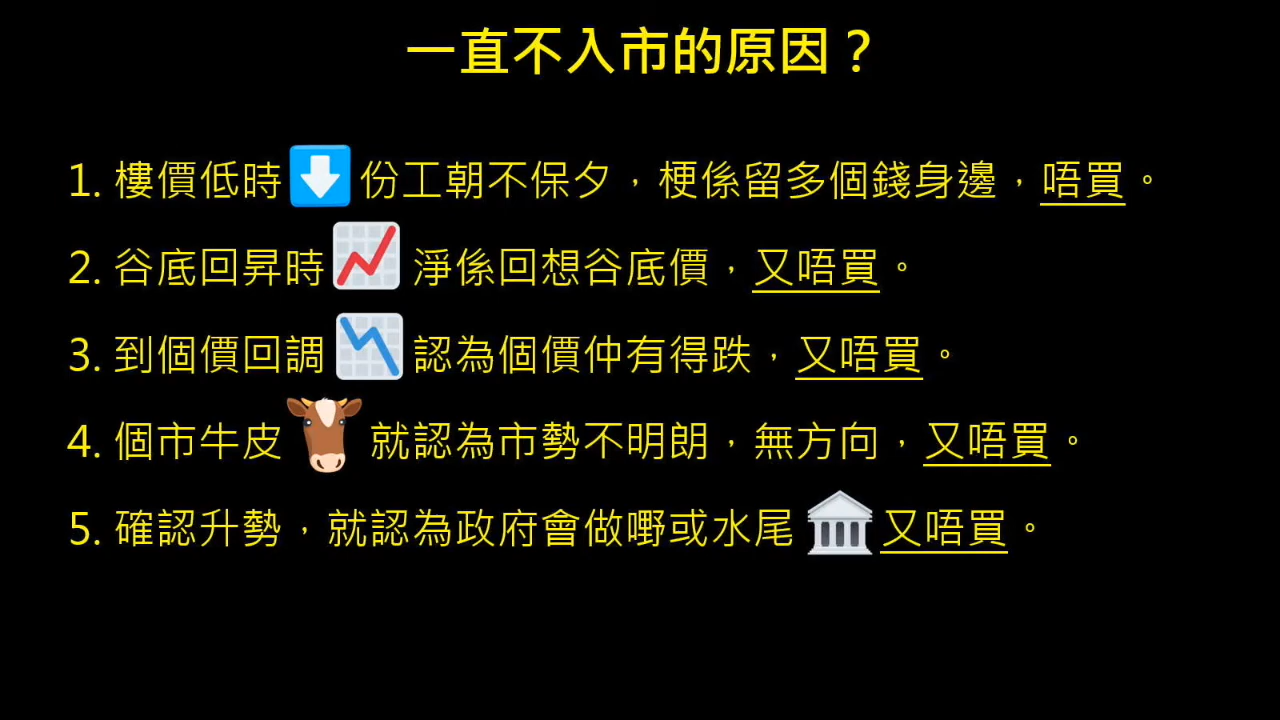 一直不入市的原因？
1. 樓價低時⬇️份工朝不保夕，梗係留多個錢身邊，唔買。
2. 谷底回昇時📈淨係回想谷底價，又唔買。
3. 到個價回調📉認為個價仲有得跌，又唔買。
4. 個市牛皮🐮就認為市勢不明朗，無方向，又唔買。
5. 確認升勢，就認為政府會做嘢或水尾🏛️又唔買。